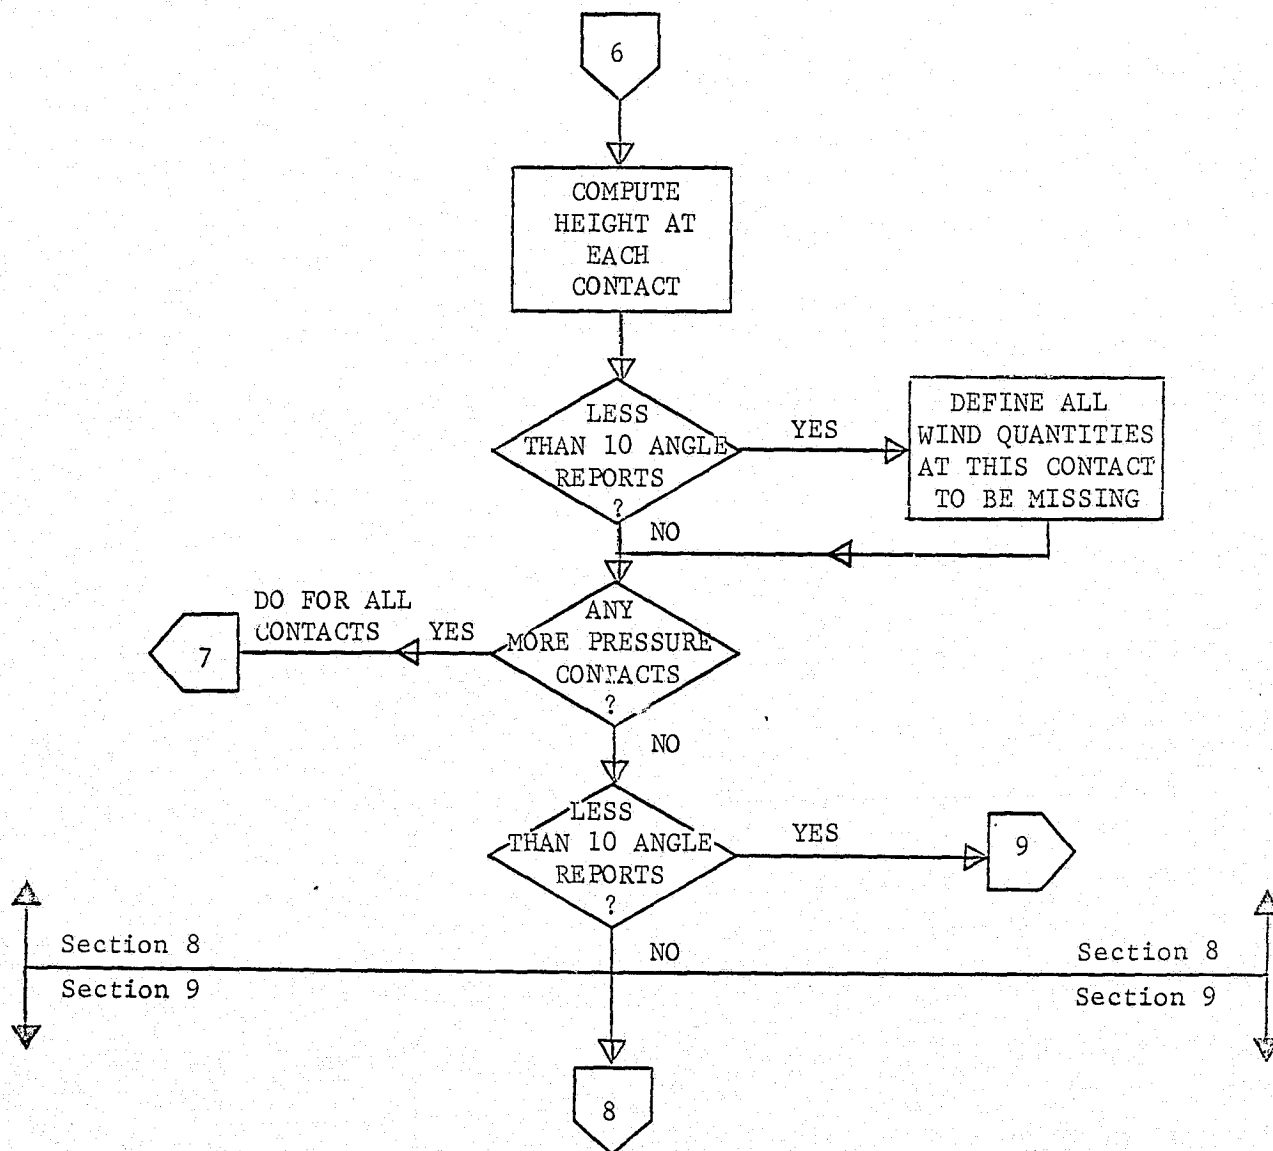 6
COMPUTE
HEIGHT AT
EACH
CONTACT
LESS
THAN 10 ANGLE
REPORTS
?
YES
DEFINE ALL
WIND QUANTITIES
AT THIS CONTACT
TO BE MISSING
NO
ANY
MORE PRESSURE
CONTACTS
?
YES
DO FOR ALL
CONTACTS
7
NO
LESS
THAN 10 ANGLE
REPORTS
?
YES
9
NO
Section 8
Section 8
Section 9
Section 9
8